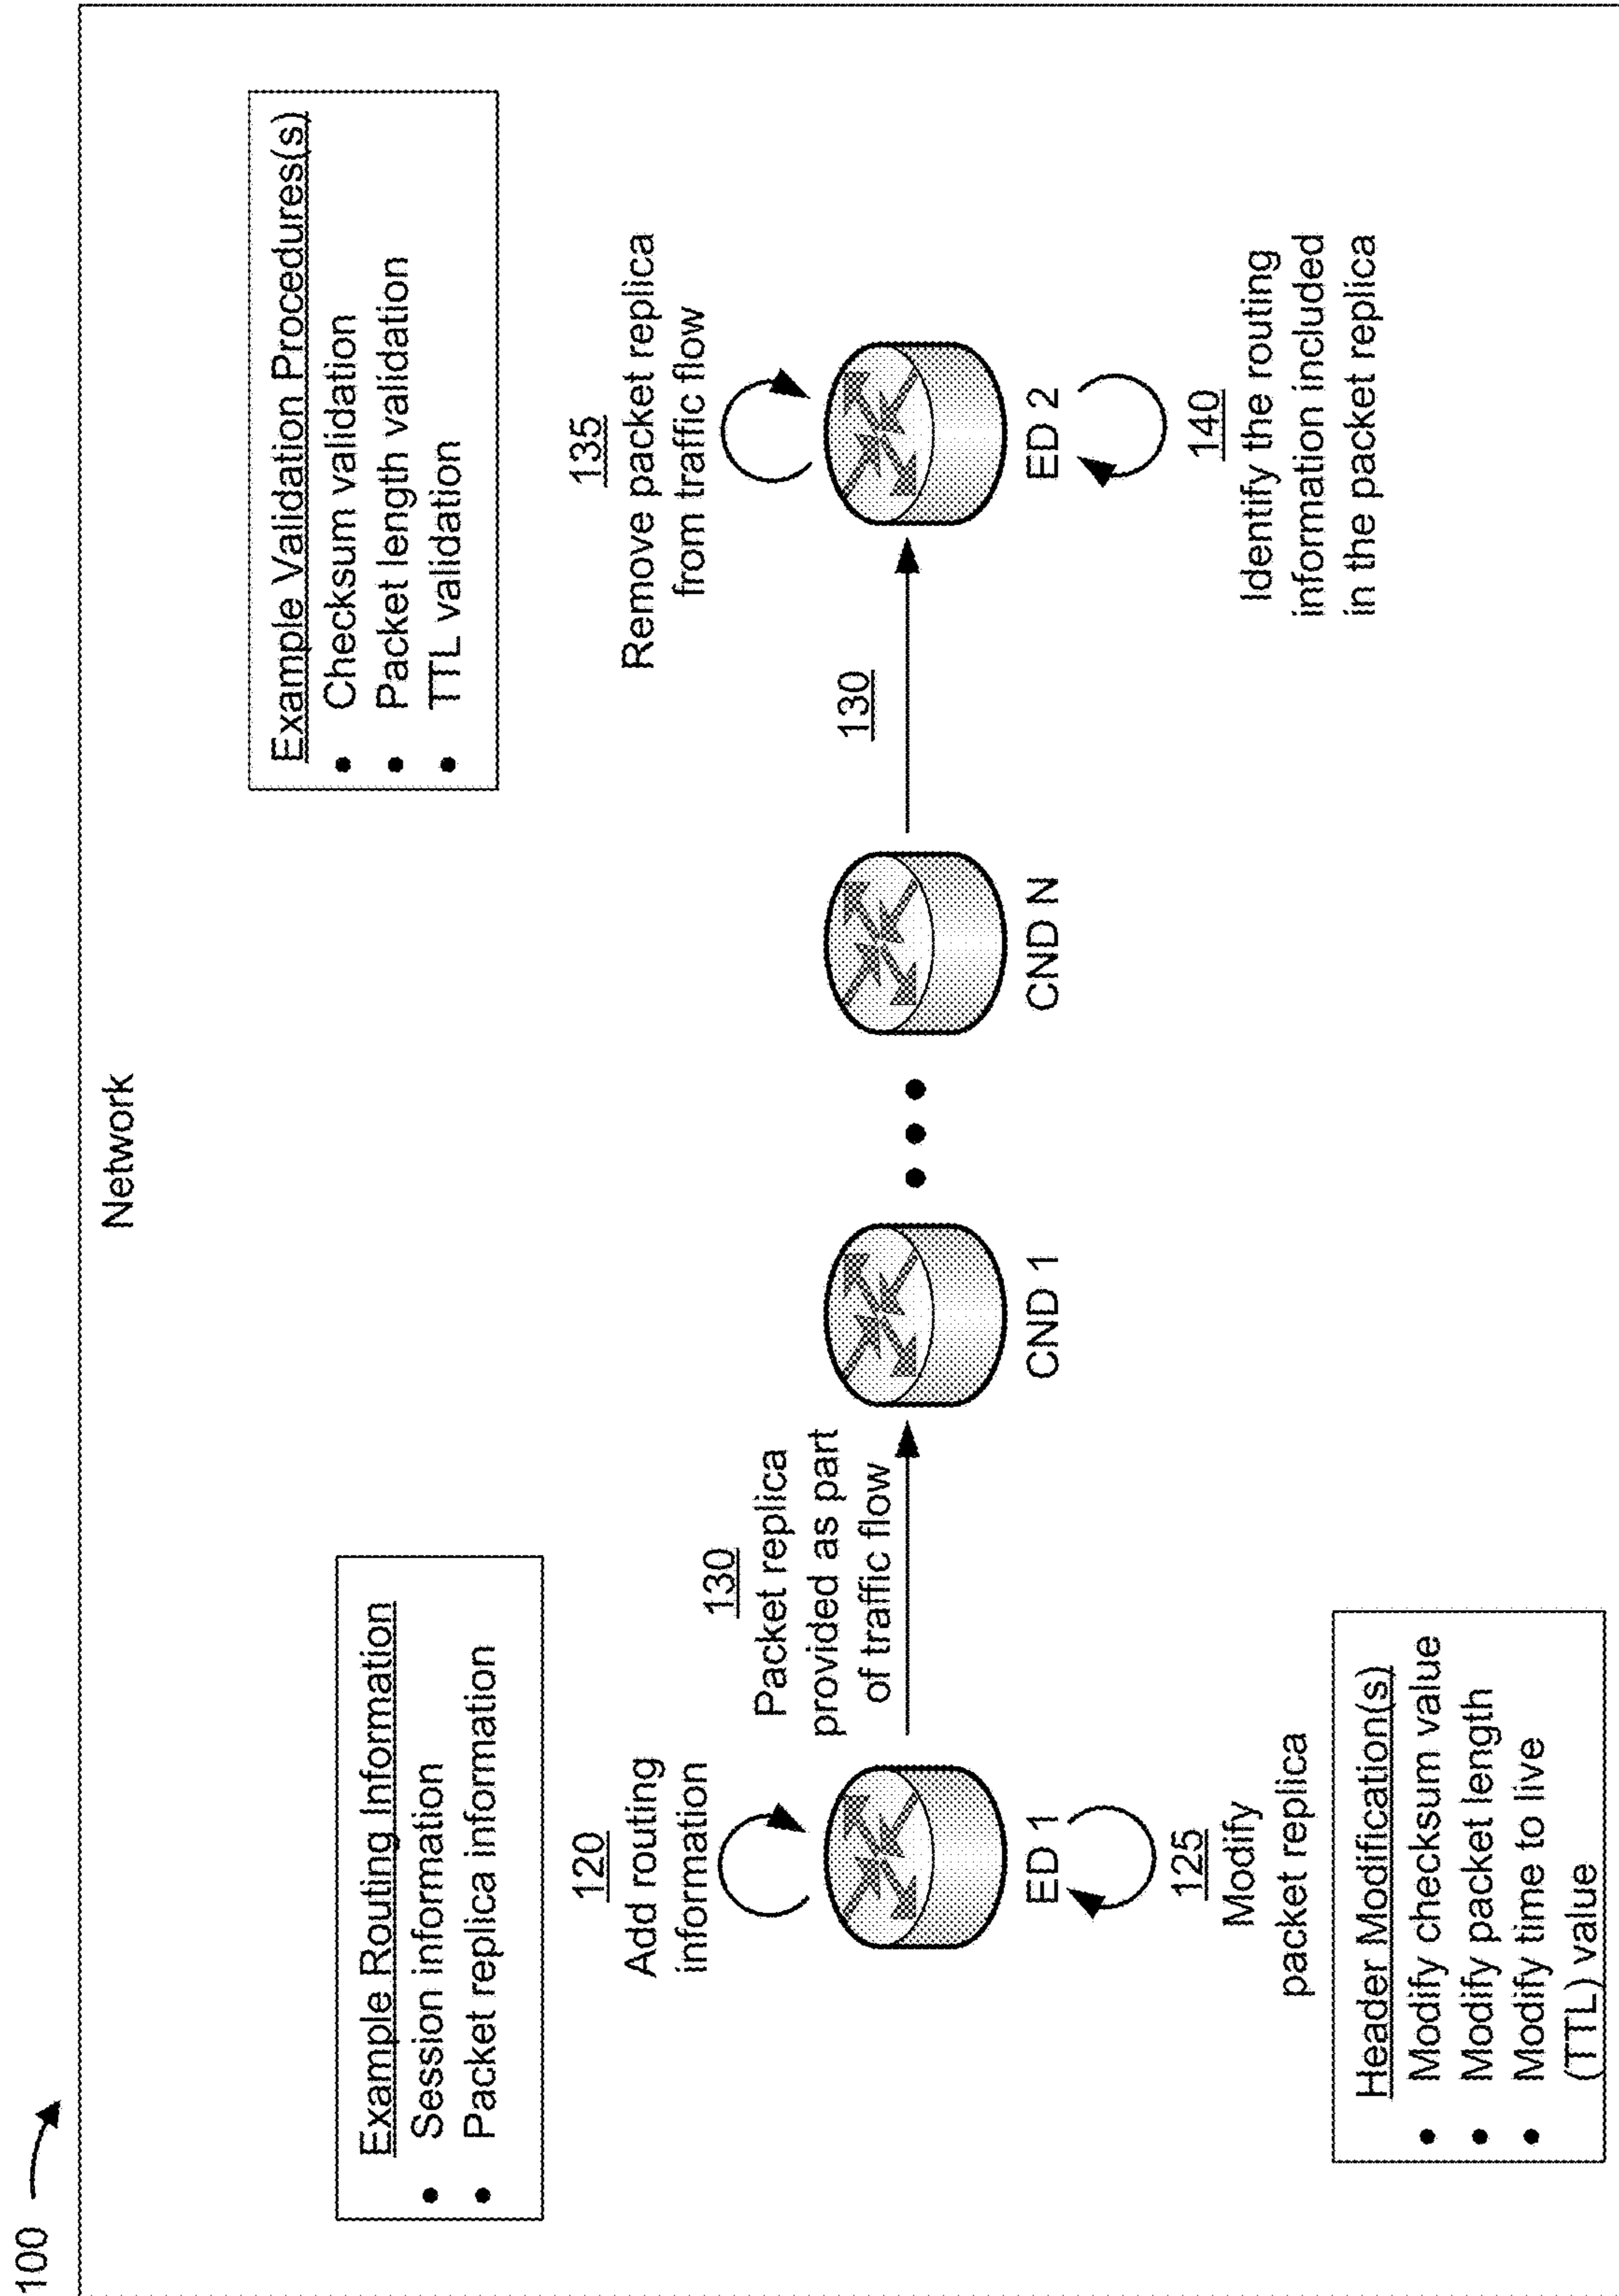 100
Network
Example Routing Information
• Session information
• Packet replica information
Example Validation Procedures(s)
• Checksum validation
• Packet length validation
• TTL validation
120
Add routing
information
130
Packet replica
provided as part
of traffic flow
130
135
Remove packet replica
from traffic flow
ED 1
CND 1
CND N
ED 2
125
Modify
packet replica
140
Identify the routing
information included
in the packet replica
Header Modification(s)
• Modify checksum value
• Modify packet length
• Modify time to live
(TTL) value